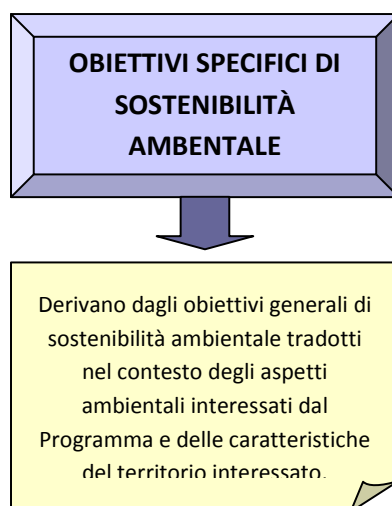 OBIETTIVI SPECIFICI DI
SOSTENIBILITÀ
AMBENTALE
Derivano dagli obiettivi generali di
sostenibilità ambientale tradotti
nel contesto degli aspetti
ambientali interessati dal
Programma e delle caratteristiche
del territorio interessato.